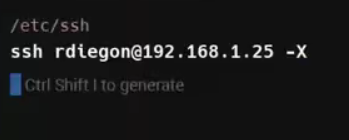 /etc/ssh
ssh rdiegon@192.168.1.25 -X
Ctrl Shift I to generate